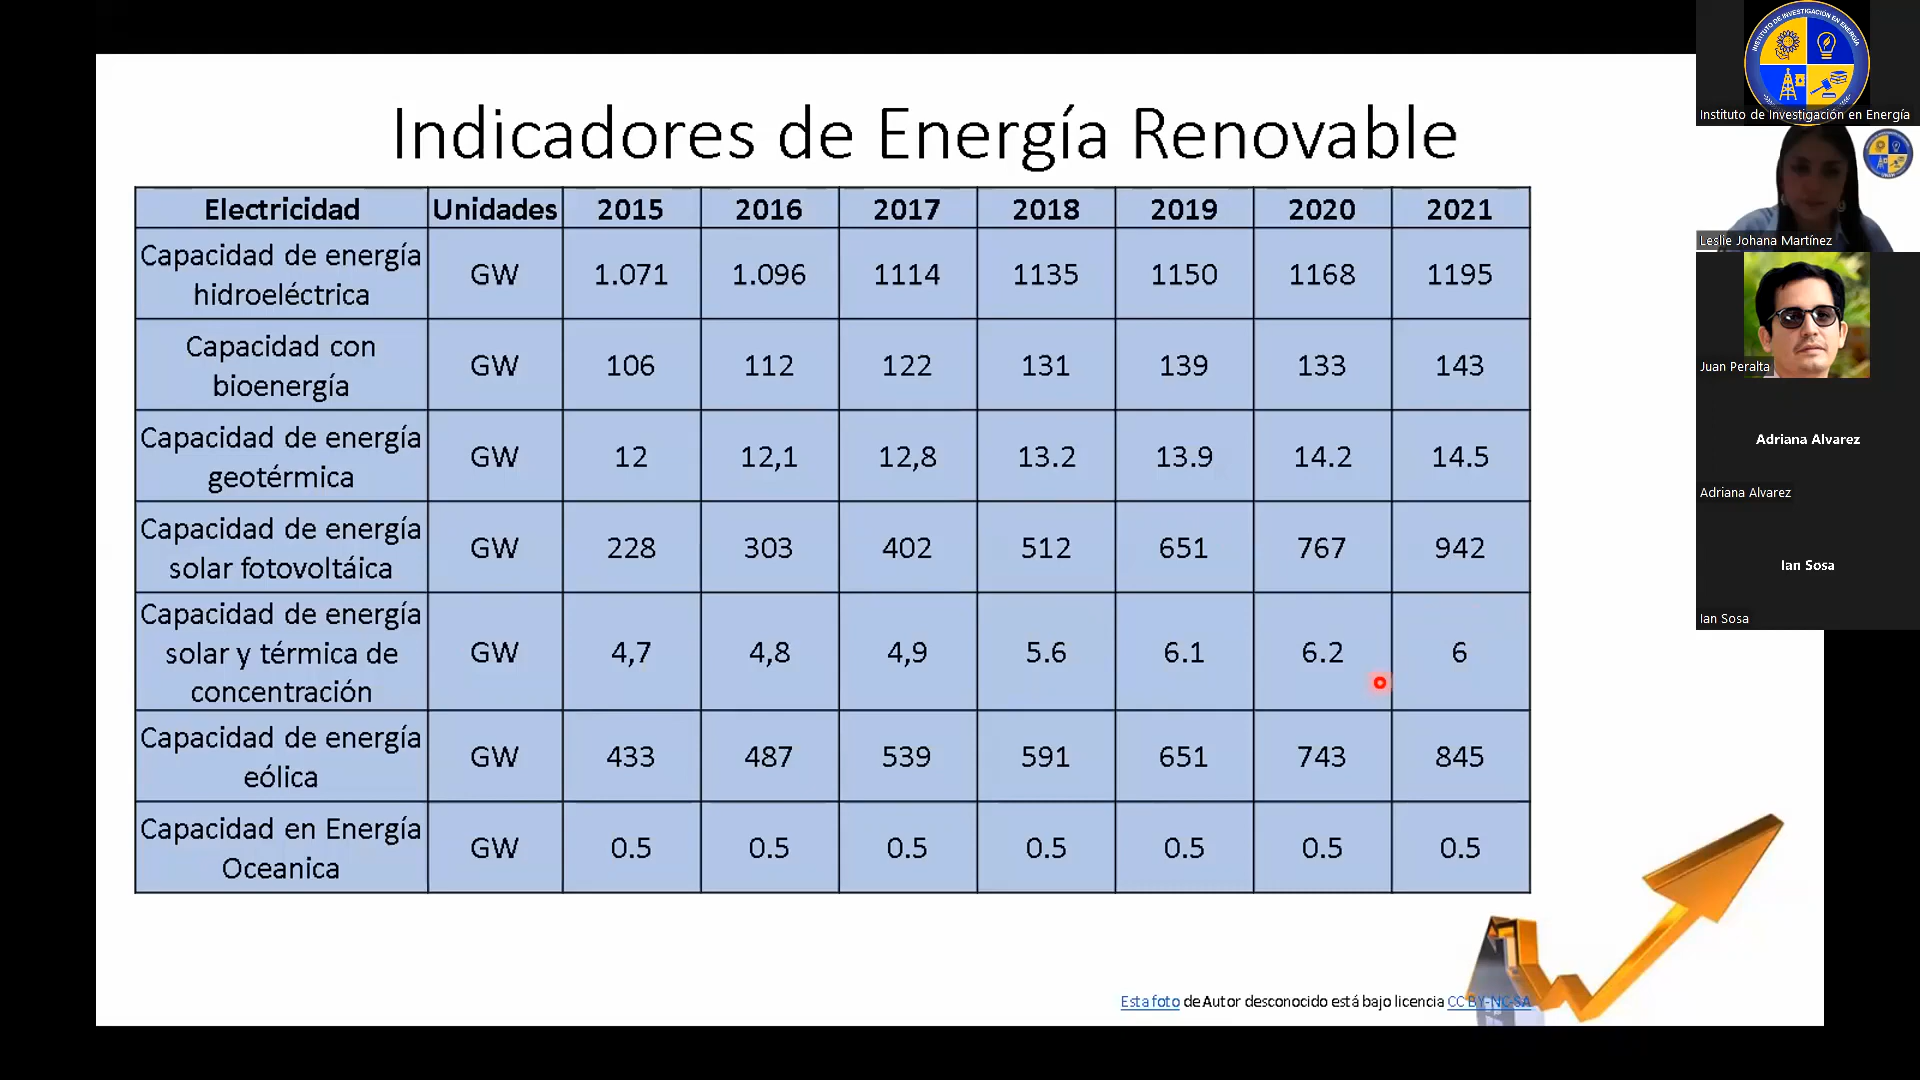 Indicadores de Energía Renovable
Electricidad Unidades 2015 2016 2017 2018 2019 2020 2021
Capacidad de energía
hidroeléctrica GW 1.071 1.096 1114 1135 1150 1168 1195
Capacidad con
bioenergía GW 106 112 122 131 139 133 143
Capacidad de energía
geotérmica GW 12 12,1 12,8 13.2 13.9 14.2 14.5
Capacidad de energía
solar fotovoltáica GW 228 303 402 512 651 767 942
Capacidad de energía
solar y térmica de
concentración GW 4,7 4,8 4,9 5.6 6.1 6.2 6
Capacidad de energía
eólica GW 433 487 539 591 651 743 845
Capacidad en Energía
Oceanica GW 0.5 0.5 0.5 0.5 0.5 0.5 0.5
Esta foto de Autor desconocido está bajo licencia CC BY-NC-SA
INSTITUTO DE INVESTIGACIÓN EN ENERGÍA
Instituto de Investigación en Energía
Leslie Johana Martínez
Juan Peralta
Adriana Alvarez
Adriana Alvarez
Ian Sosa
Ian Sosa